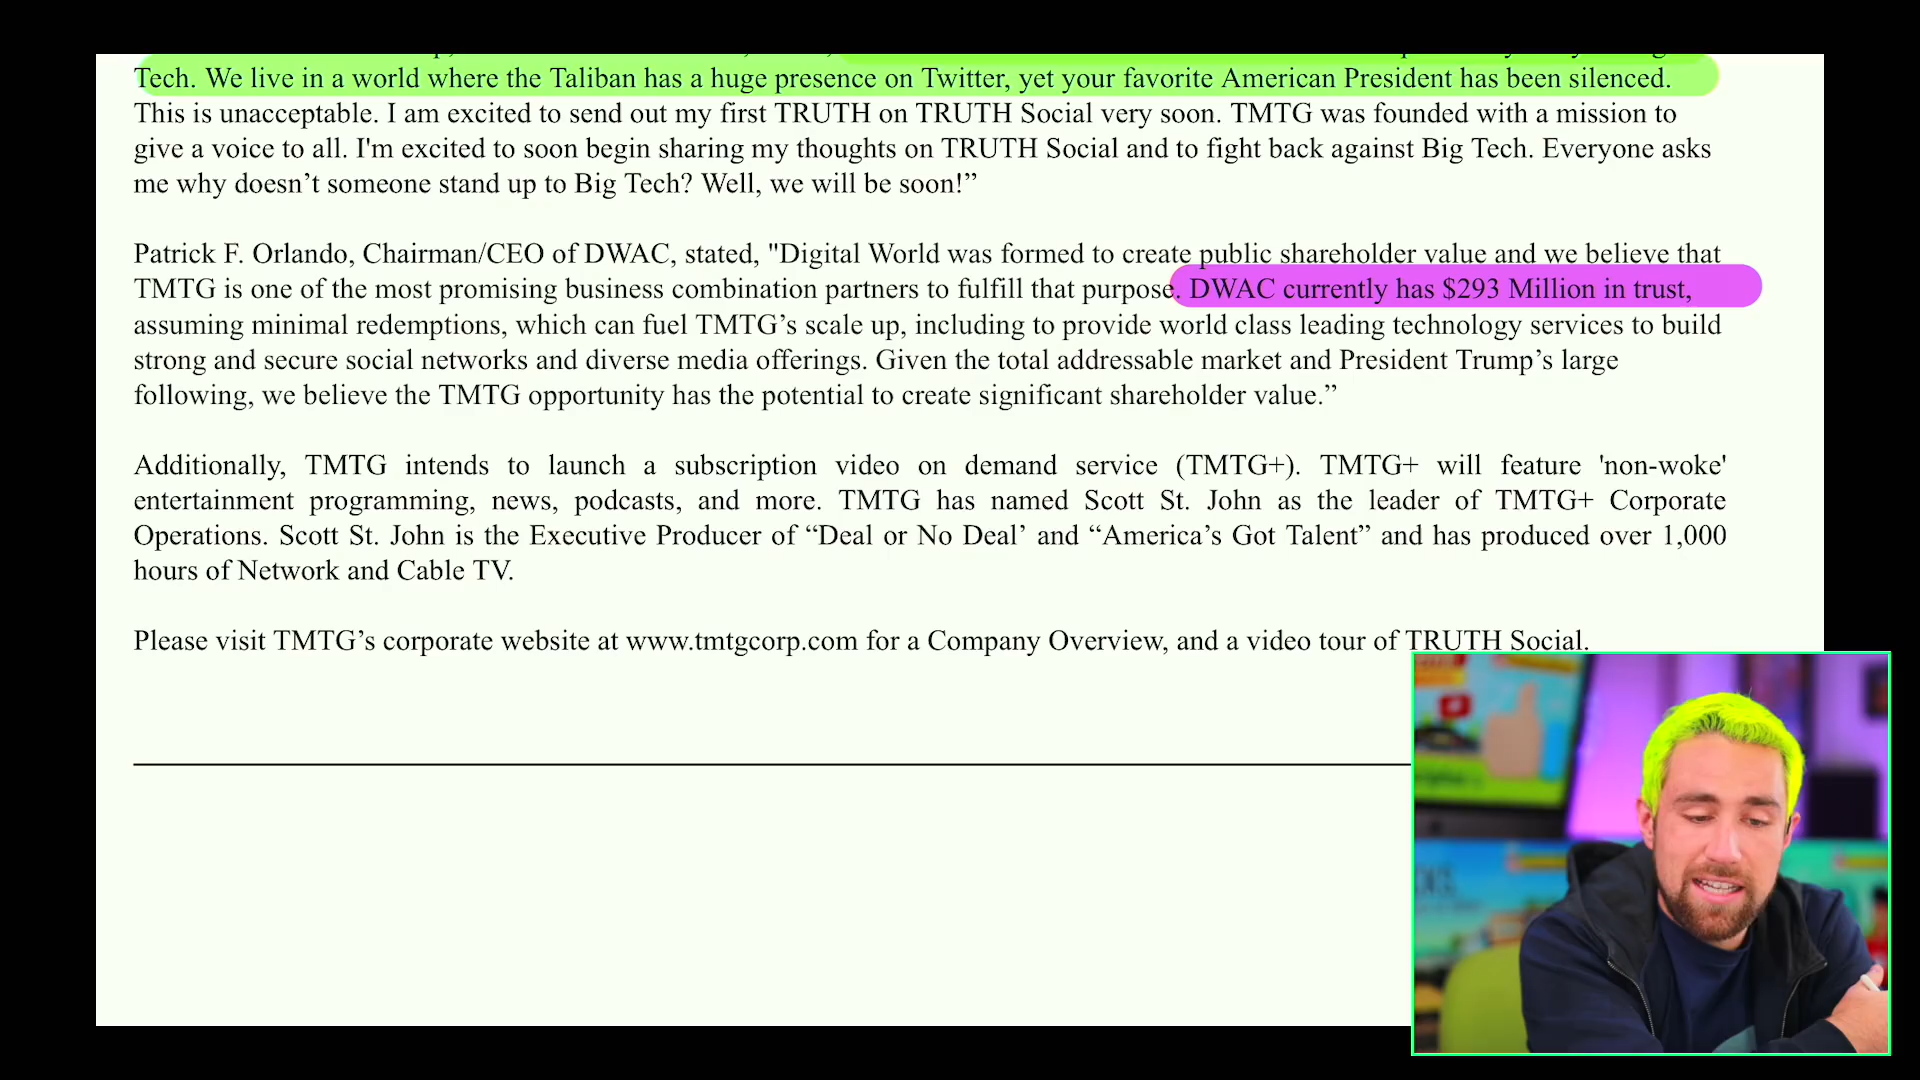 Tech. We live in a world where the Taliban has a huge presence on Twitter, yet your favorite American President has been silenced.
This is unacceptable. I am excited to send out my first TRUTH on TRUTH Social very soon. TMTG was founded with a mission to
give a voice to all. I'm excited to soon begin sharing my thoughts on TRUTH Social and to fight back against Big Tech. Everyone asks
me why doesn’t someone stand up to Big Tech? Well, we will be soon!”
Patrick F. Orlando, Chairman/CEO of DWAC, stated, "Digital World was formed to create public shareholder value and we believe that
TMTG is one of the most promising business combination partners to fulfill that purpose. DWAC currently has $293 Million in trust,
assuming minimal redemptions, which can fuel TMTG’s scale up, including to provide world class leading technology services to build
strong and secure social networks and diverse media offerings. Given the total addressable market and President Trump’s large
following, we believe the TMTG opportunity has the potential to create significant shareholder value.”
Additionally, TMTG intends to launch a subscription video on demand service (TMTG+). TMTG+ will feature 'non-woke'
entertainment programming, news, podcasts, and more. TMTG has named Scott St. John as the leader of TMTG+ Corporate
Operations. Scott St. John is the Executive Producer of “Deal or No Deal’ and “America’s Got Talent” and has produced over 1,000
hours of Network and Cable TV.
Please visit TMTG’s corporate website at www.tmtgcorp.com for a Company Overview, and a video tour of TRUTH Social.